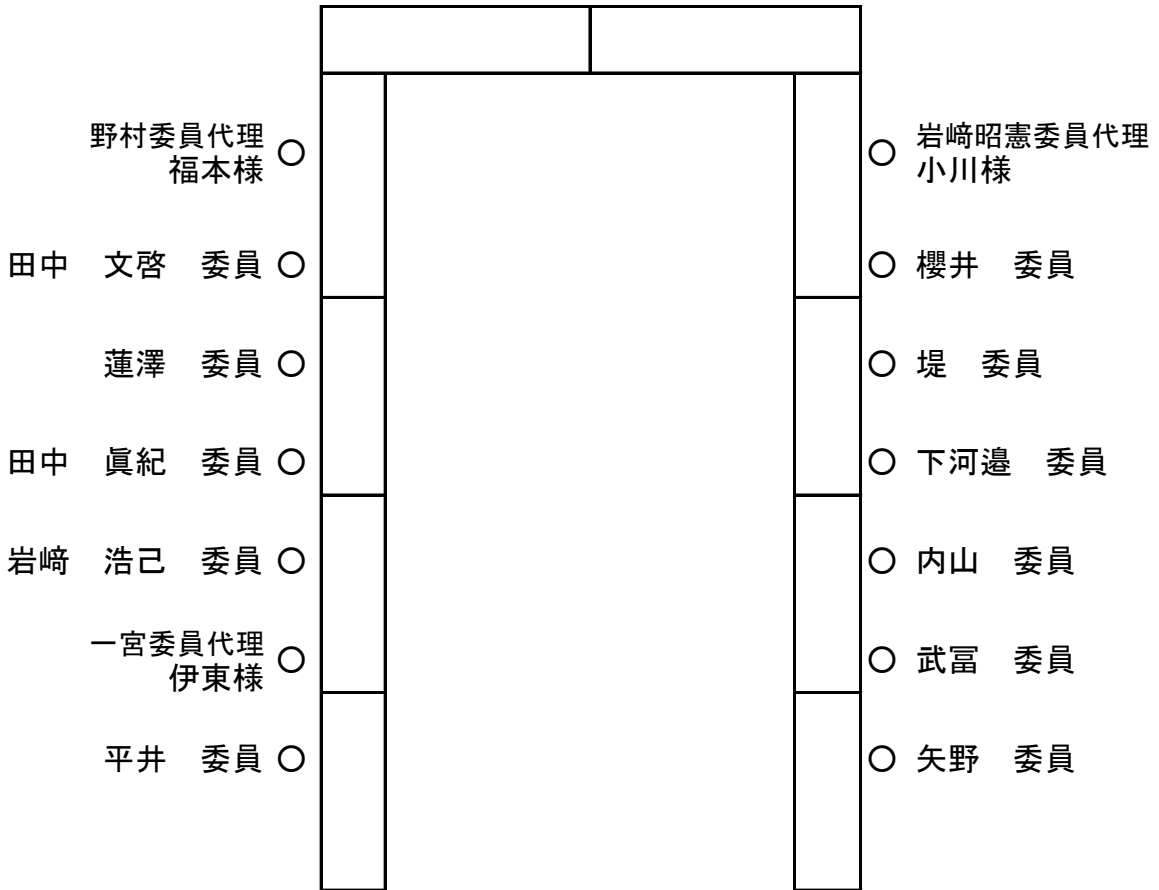 野村委員代理
福本様
岩﨑昭憲委員代理
小川様
田中　文啓　委員
櫻井　委員
蓮澤　委員
堤　委員
田中　眞紀　委員
下河邉　委員
岩﨑　浩己　委員
内山　委員
一宮委員代理
伊東様
武冨　委員
平井　委員
矢野　委員